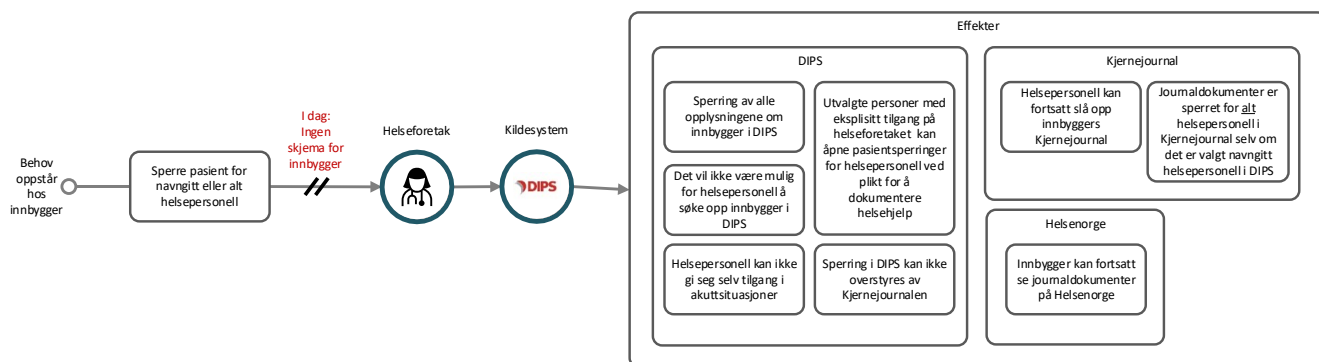 Behov
oppstår
hos
innbygger
Sperre pasient for
navngitt eller alt
helsepersonell
I dag:
Ingen
skjema for
innbygger
Helseforetak
Kildesystem
DIPS
Effekter
DIPS
Sperring av alle
opplysningene om
innbygger i DIPS
Det vil ikke være mulig
for helsepersonell å
søke opp innbygger i
DIPS
Helsepersonell kan ikke
gi seg selv tilgang i
akuttsituasjoner
Utvalgte personer med
eksplisitt tilgang på
helseforetaket kan
åpne pasientsperringer
for helsepersonell ved
plikt for å
dokumentere
helsehjelp
Sperring i DIPS kan ikke
overstyres av
Kjernejournalen
Kjernejournal
Helsepersonell kan
fortsatt slå opp
innbyggers
Kjernejournal
Journaldokumenter er
sperret for alt
helsepersonell i
Kjernejournal selv om
det er valgt navngitt
helsepersonell i DIPS
Helsenorge
Innbygger kan fortsatt
se journaldokumenter
på Helsenorge